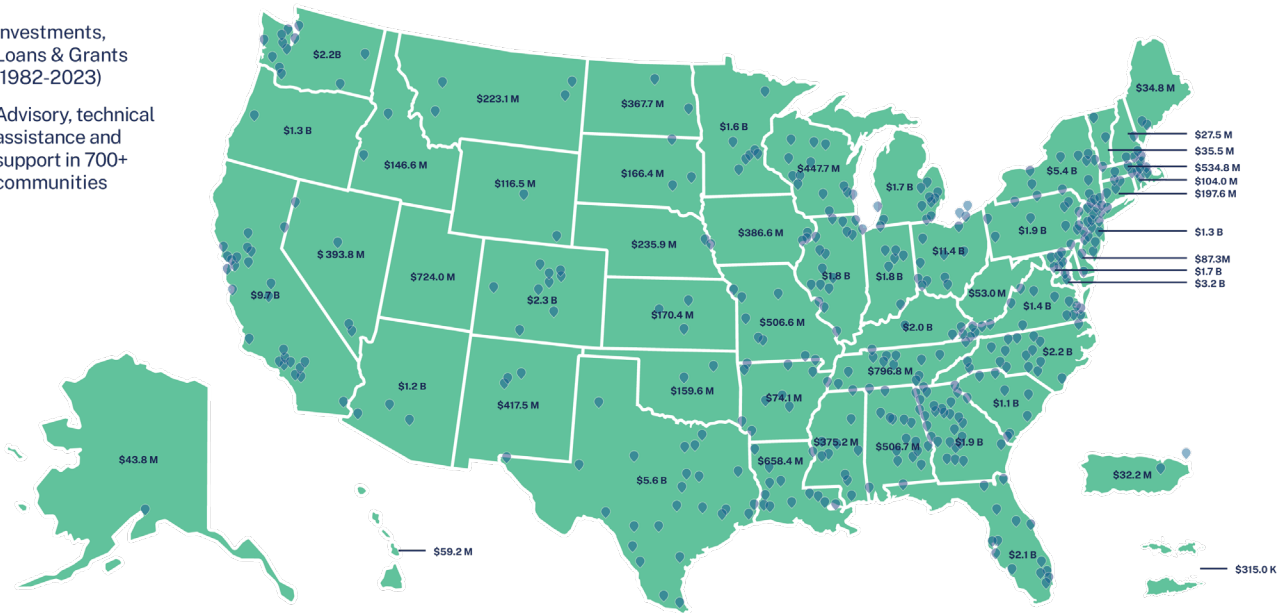 nvestments,
Loans & Grants
1982-2023)
Advisory, technical
assistance and
support in 700+
communities
$2.2B
$1.3 B
$146.6 M
$223.1 M
$116.5 M
$367.7 M
$166.4 M
$235.9 M
$170.4 M
$159.6 M
$393.8 M
$724.0 M
$2.3 B
$9.7 B
$1.2 B
$417.5 M
$5.6 B
$1.6 B
$386.6 M
$506.6 M
$74.1 M
$658.4 M
$447.7 M
$1.8 B
$1.7 B
$1.8 B
$11.4 B
$2.0 B
$796.8 M
$375.2 M
$506.7 M
$1.9 B
$2.1 B
$1.1 B
$2.2 B
$1.4 B
$53.0 M
$1.9 B
$5.4 B
$34.8 M
$27.5 M
$35.5 M
$534.8 M
$104.0 M
$197.6 M
$1.3 B
$87.3M
$1.7 B
$3.2 B
$43.8 M
$59.2 M
$32.2 M
$315.0 K